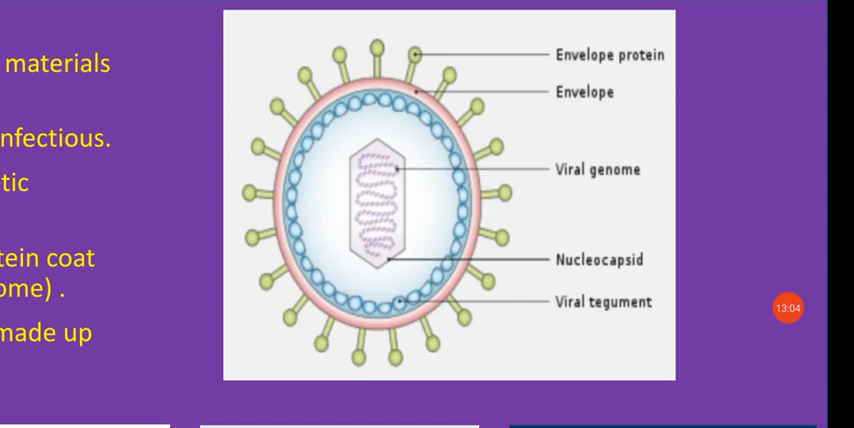 materials
nfectious.
tic
tein coat
ome) .
made up
Envelope protein
Envelope
Viral genome
Nucleocapsid
Viral tegument
13:04